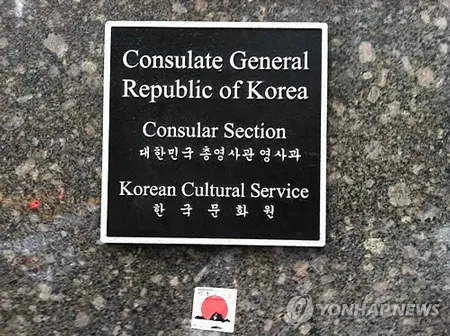 Consulate General
Republic of Korea
Consular Section
대한민국 총영사관 영사과
Korean Cultural Service
한국문화원
YONHAPNEWS